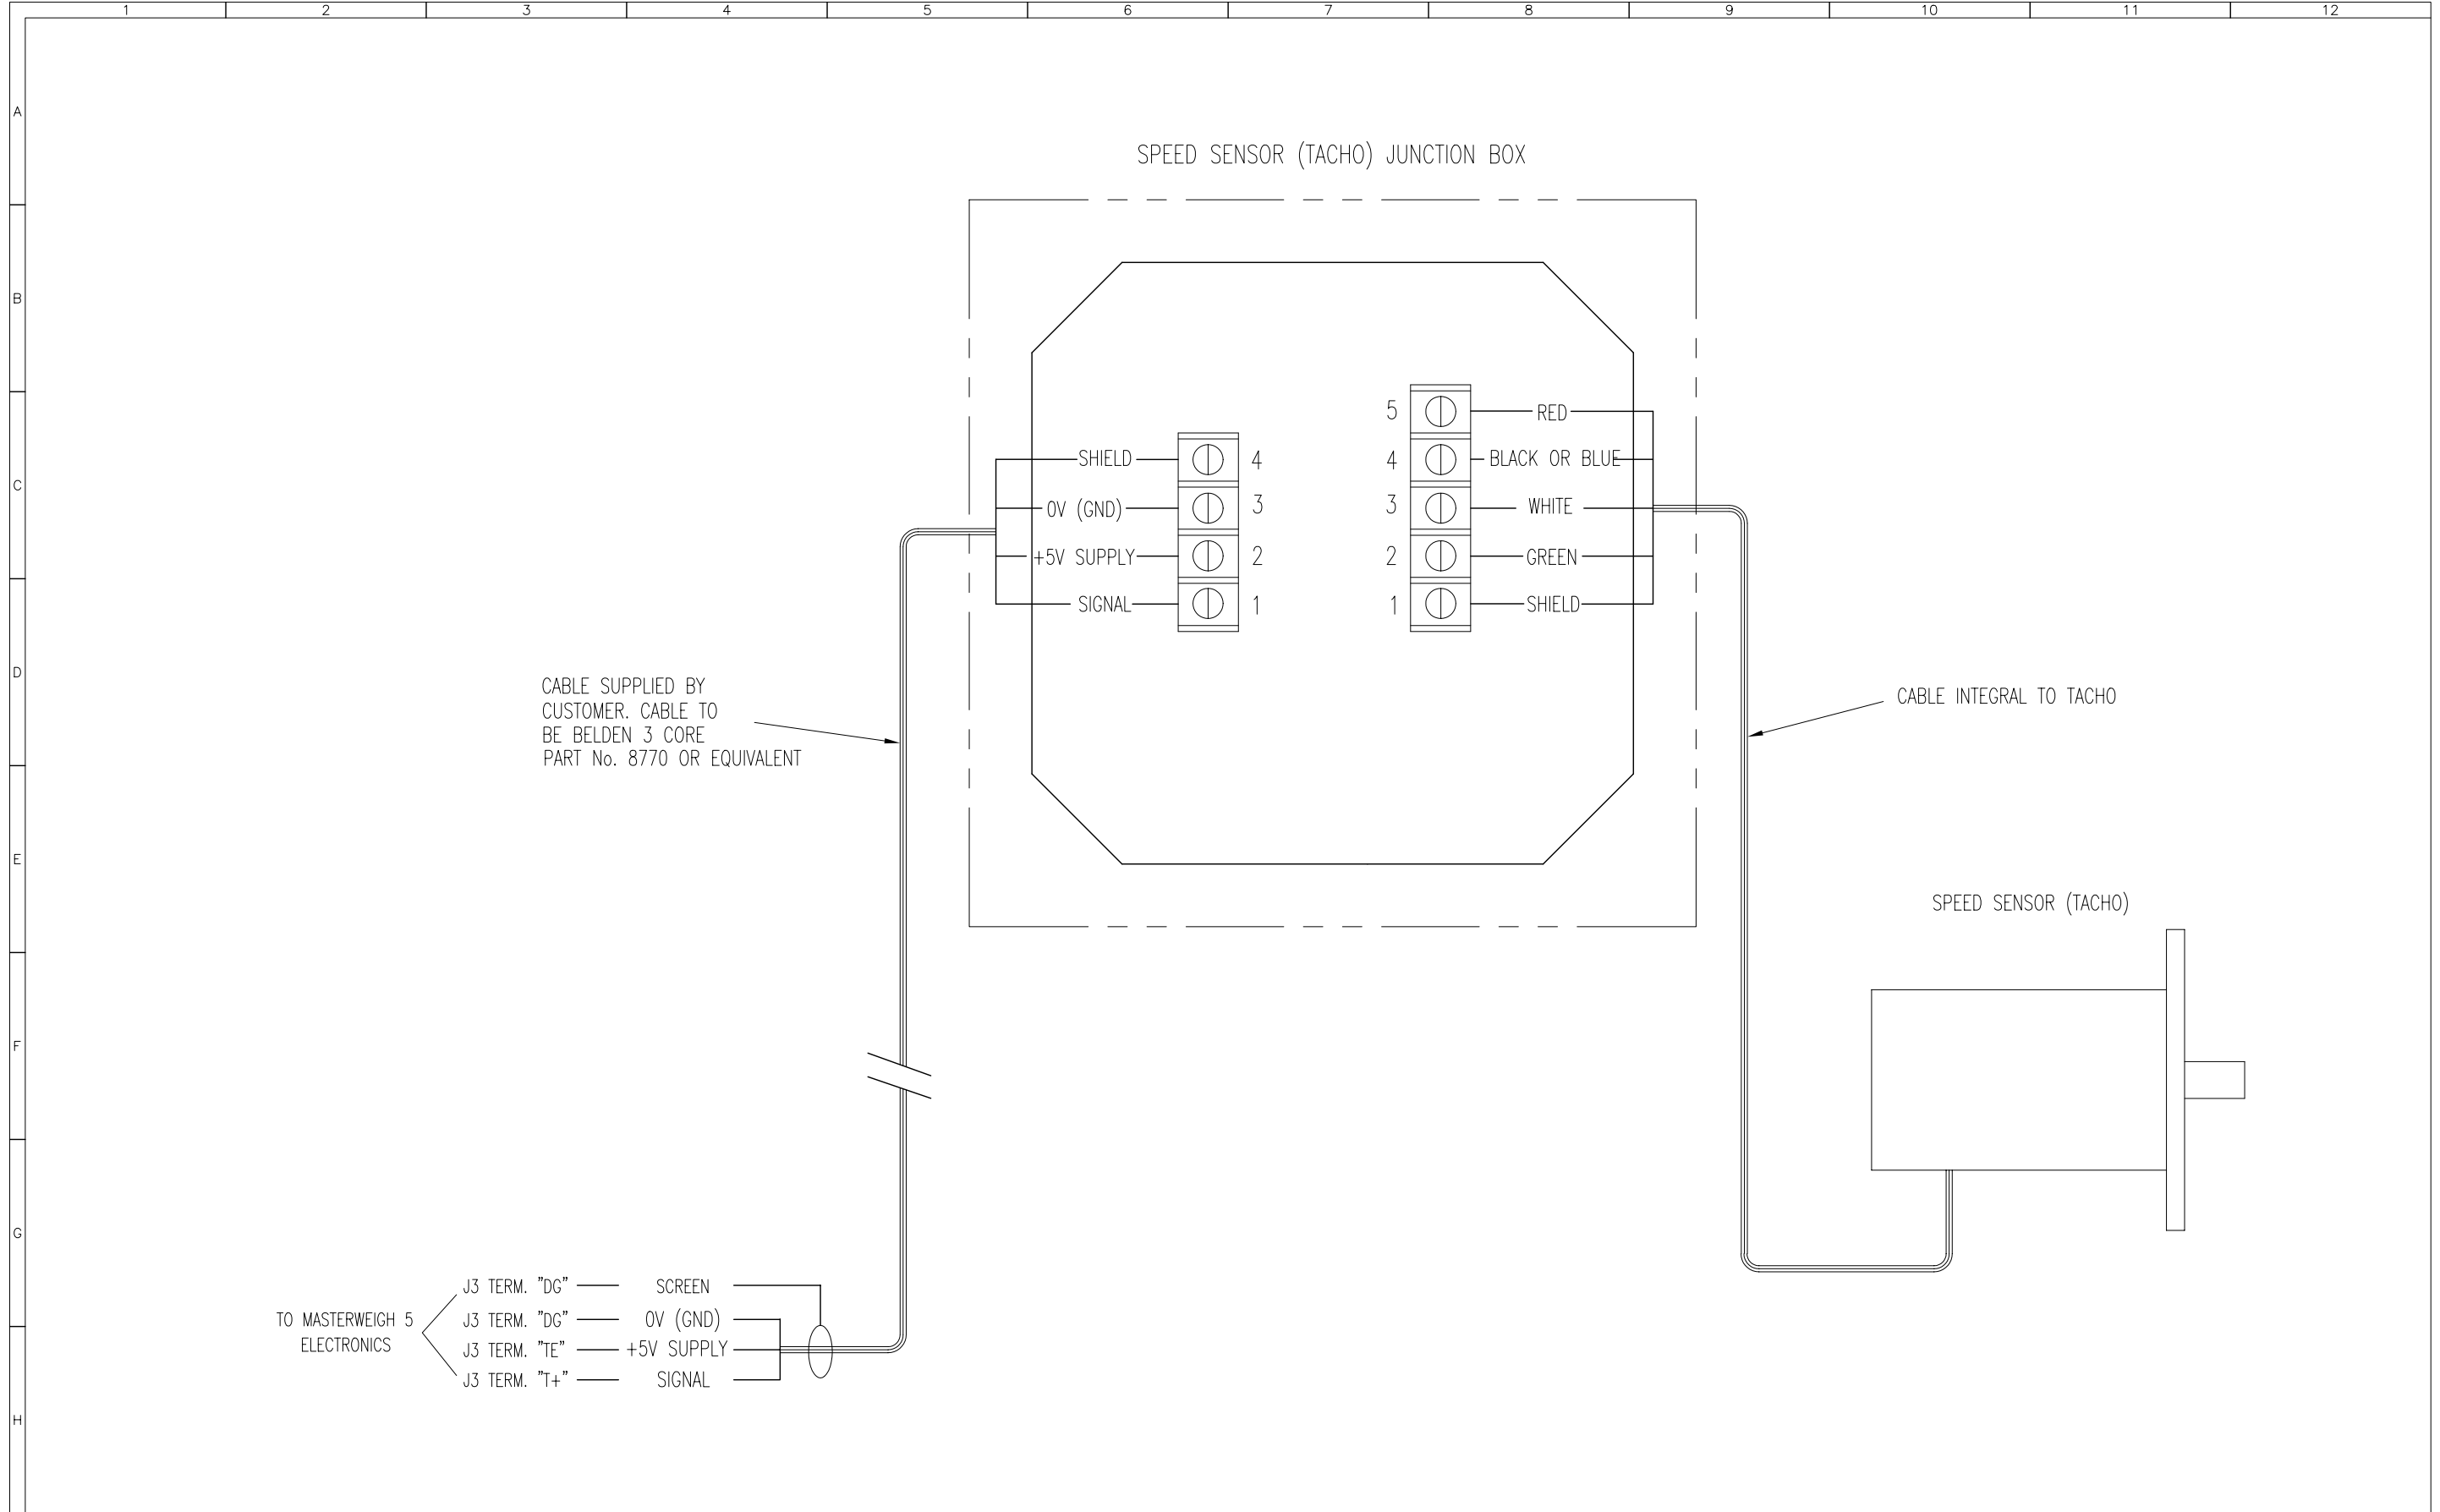 1 2 3 4 5 6 7 8 9 10 11 12
A
SPEED SENSOR (TACHO) JUNCTION BOX
B
5 RED
SHIELD 4 4 BLACK OR BLUE
C
0V (GND) 3 3 WHITE
+5V SUPPLY 2 2 GREEN
SIGNAL 1 1 SHIELD
D
CABLE SUPPLIED BY
CUSTOMER. CABLE TO
BE BELDEN 3 CORE
PART No. 8770 OR EQUIVALENT
CABLE INTEGRAL TO TACHO
E
SPEED SENSOR (TACHO)
F
G
TO MASTERWEIGH 5
ELECTRONICS
J3 TERM. "DG" SCREEN
J3 TERM. "DG" 0V (GND)
J3 TERM. "TE" +5V SUPPLY
J3 TERM. "T+" SIGNAL
H